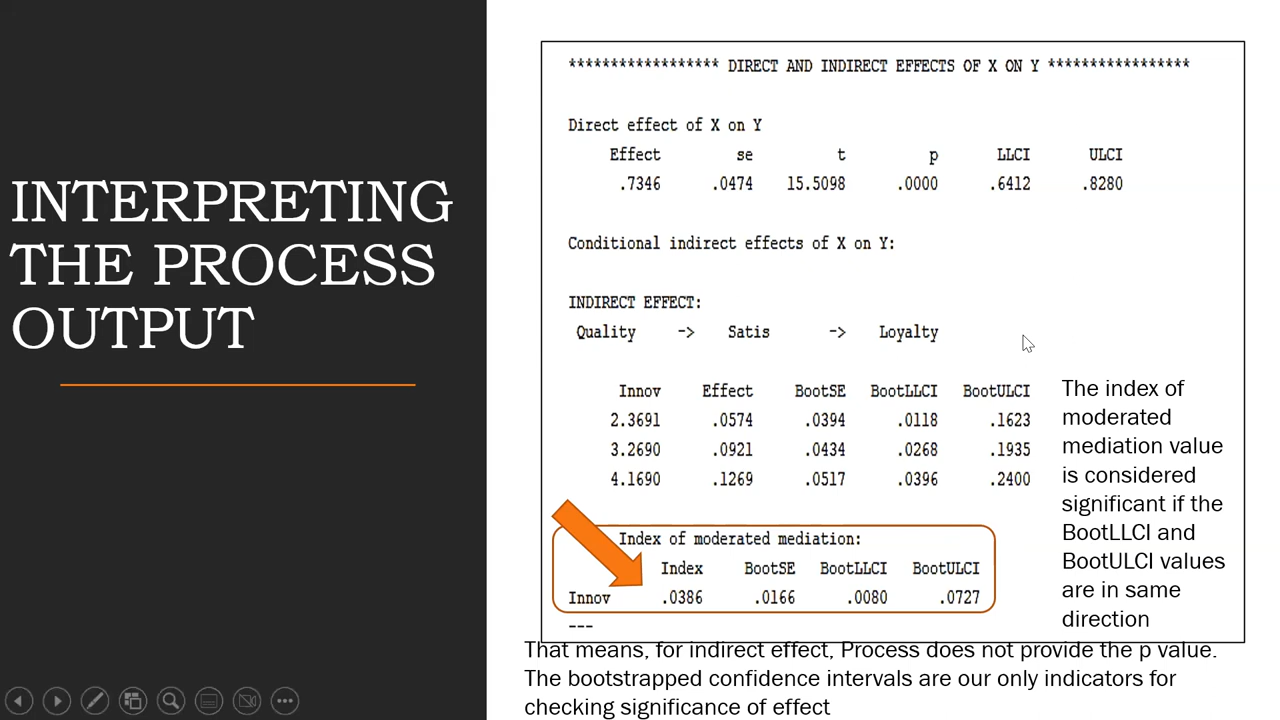 INTERPRETING
THE PROCESS
OUTPUT
****************** DIRECT AND INDIRECT EFFECTS OF X ON Y *****************
Direct effect of X on Y
Effect se t p LLCI ULCI
.7346 .0474 15.5098 .0000 .6412 .8280
Conditional indirect effects of X on Y:
INDIRECT EFFECT:
Quality -> Satis -> Loyalty
Innov Effect BootSE BootLLCI BootULCI
2.3691 .0574 .0394 .0118 .1623
3.2690 .0921 .0434 .0268 .1935
4.1690 .1269 .0517 .0396 .2400
Index of moderated mediation:
Index BootSE BootLLCI BootULCI
Innov .0386 .0166 .0080 .0727
---
The index of
moderated
mediation value
is considered
significant if the
BootLLCI and
BootULCI values
are in same
direction
That means, for indirect effect, Process does not provide the p value.
The bootstrapped confidence intervals are our only indicators for
checking significance of effect